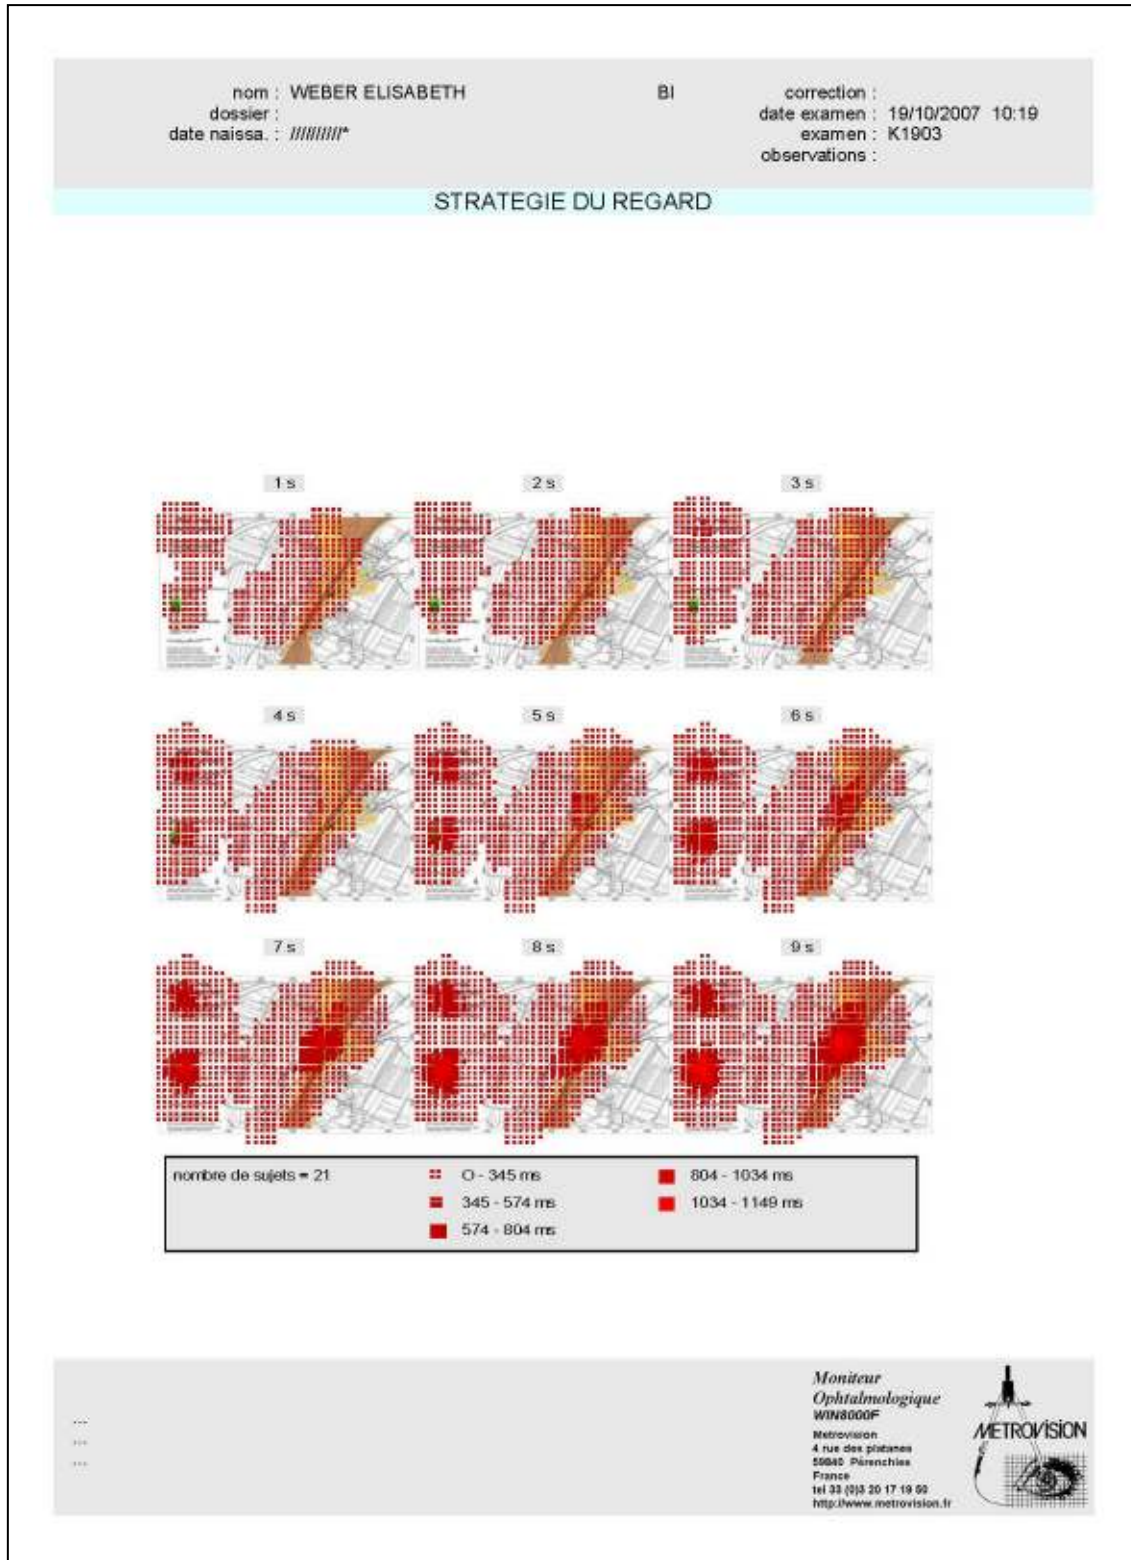 nom : WEBER ELISABETH
BI
correction :
dossier :
date examen : 19/10/2007 10:19
date naissa. : //////////*
examen : K1903
observations :
STRATEGIE DU REGARD
1 s
2 s
3 s
4 s
5 s
6 s
7 s
8 s
9 s
nombre de sujets = 21
O - 345 ms
804 - 1034 ms
345 - 574 ms
1034 - 1149 ms
574 - 804 ms
Moniteur
Ophtalmologique
WIN8000F
Metrovision
4 rue des platanes
59840 Pérenchies
France
tel 33 (0)3 20 17 19 50
http://www.metrovision.fr
METROVISION
---
---
---